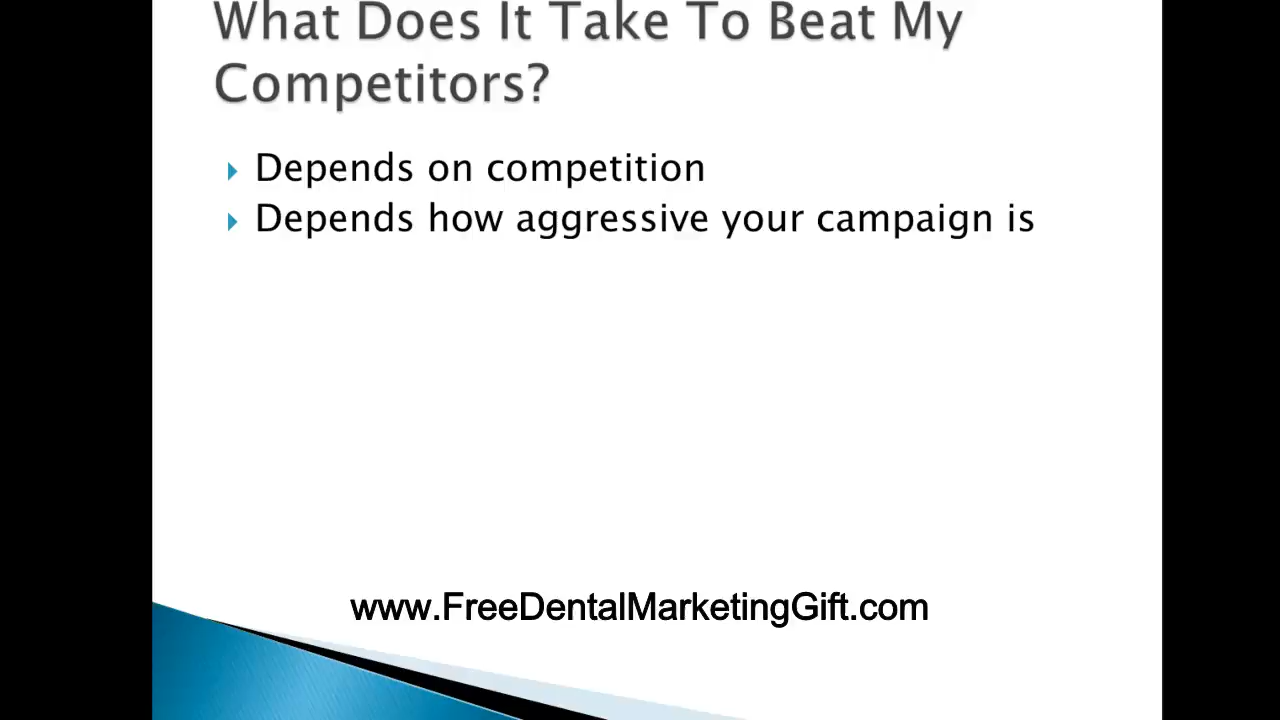 What Does It Take To Beat My
Competitors?
Depends on competition
Depends how aggressive your campaign is
www.FreeDentalMarketingGift.com